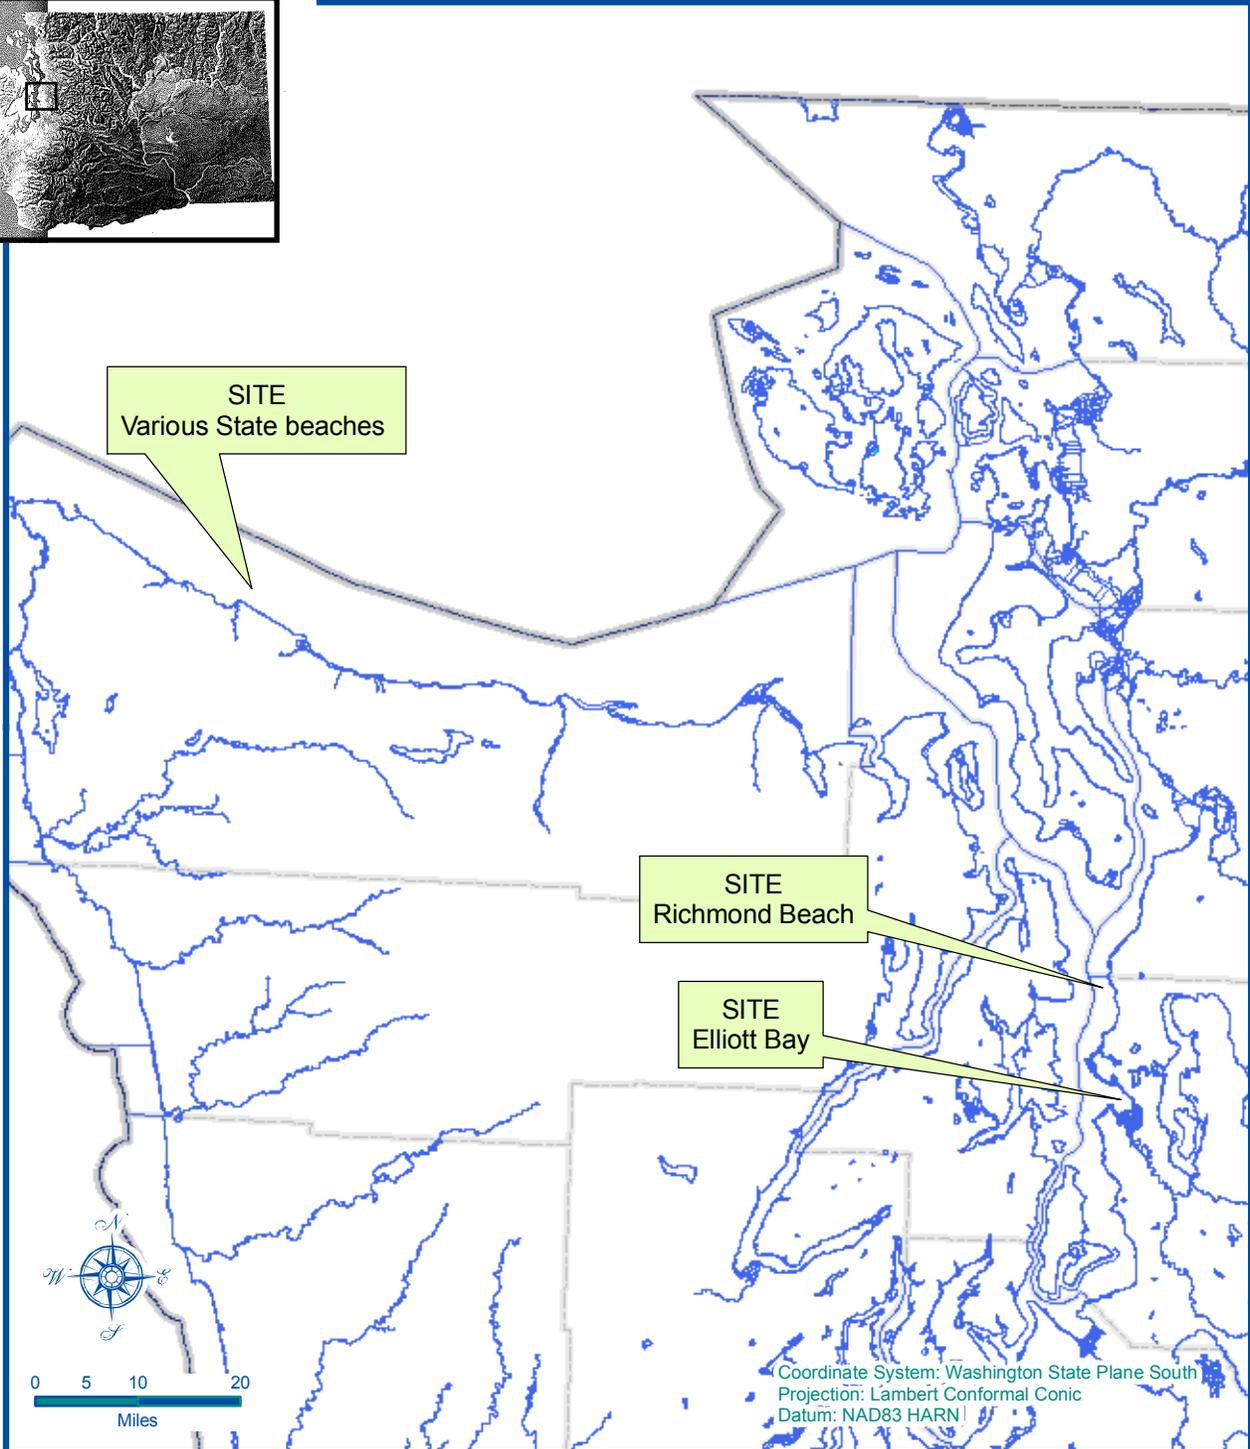 SITE
Various State beaches
SITE
Richmond Beach
SITE
Elliott Bay
N
W
E
S
0 5 10 20
Miles
Coordinate System: Washington State Plane South
Projection: Lambert Conformal Conic
Datum: NAD83 HARN